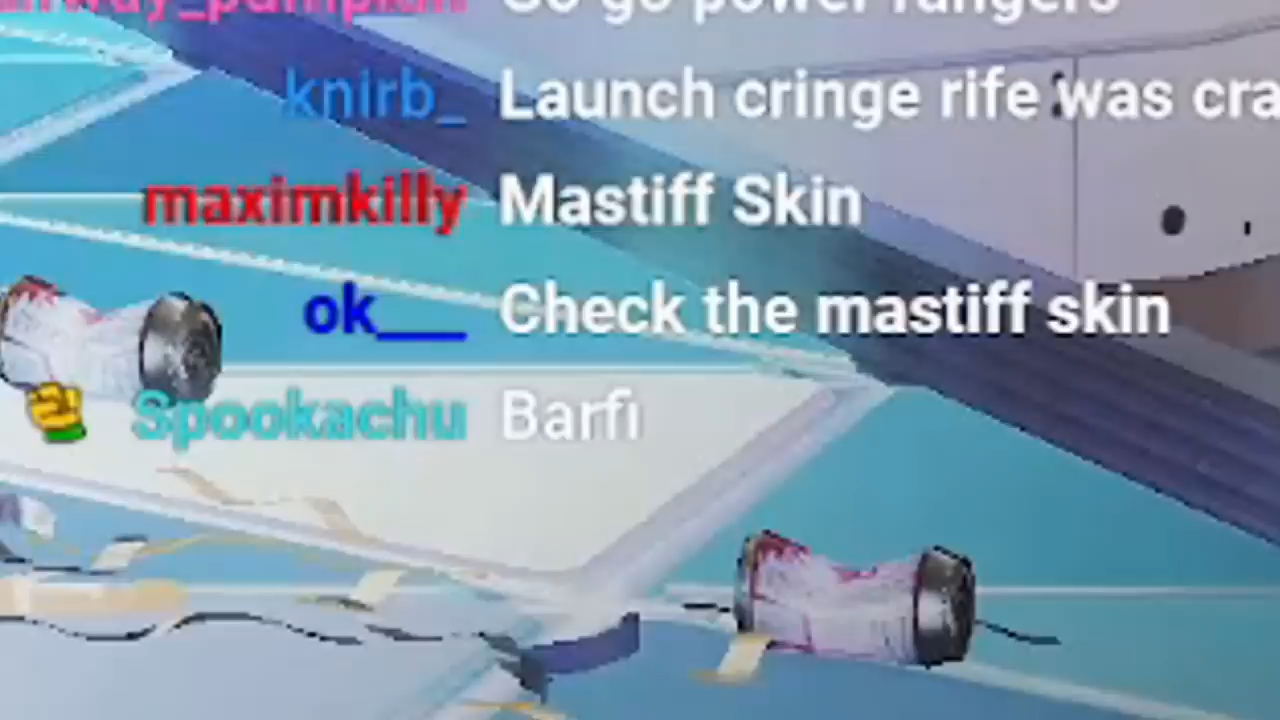 Go go power rangers
knirb_ Launch cringe rife was cra
maximkilly Mastiff Skin
ok___ Check the mastiff skin
Spookachu Barfi